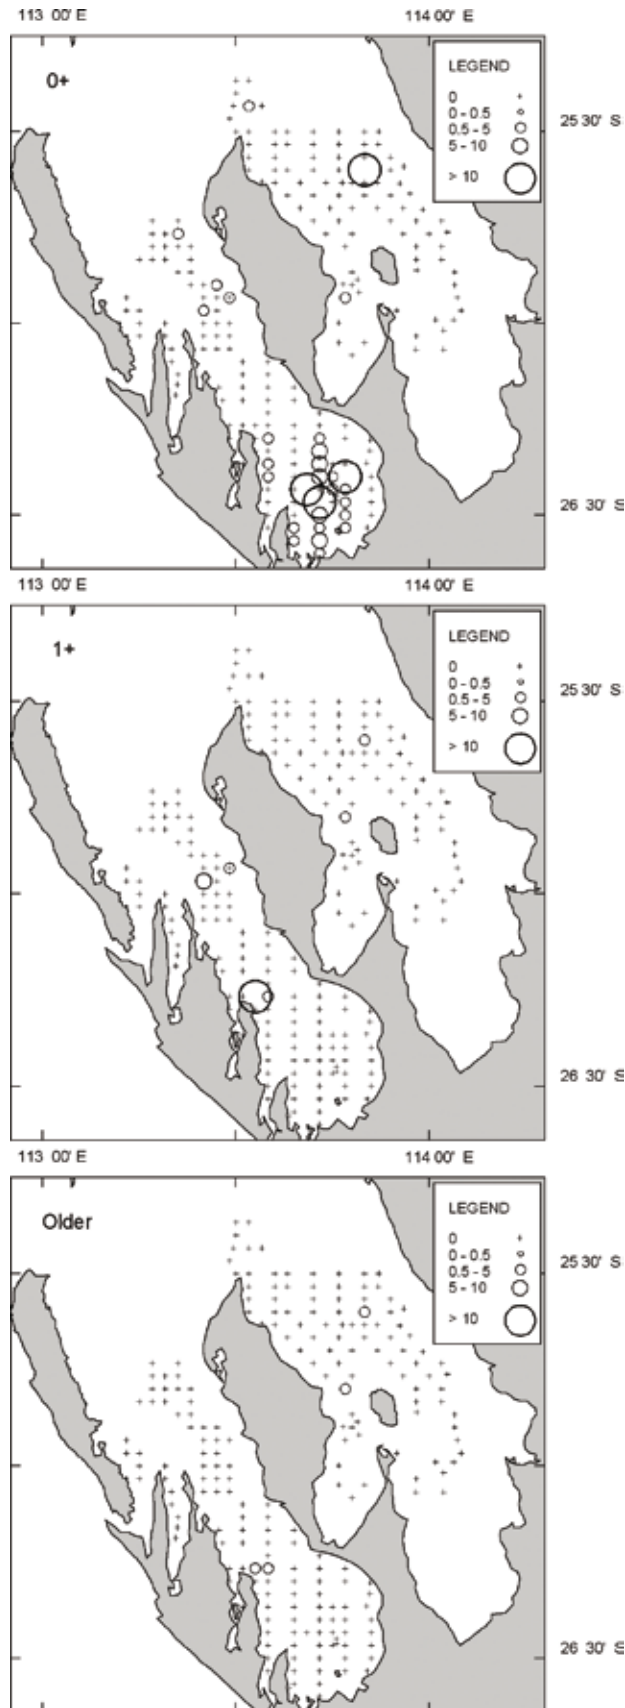 113 00' E
114 00' E
0+
LEGEND
0
0 - 0.5
0.5 - 5
5 - 10
> 10
25 30' S
26 30' S
113 00' E
114 00' E
1+
LEGEND
0
0 - 0.5
0.5 - 5
5 - 10
> 10
25 30' S
26 30' S
113 00' E
114 00' E
Older
LEGEND
0
0 - 0.5
0.5 - 5
5 - 10
> 10
25 30' S
26 30' S